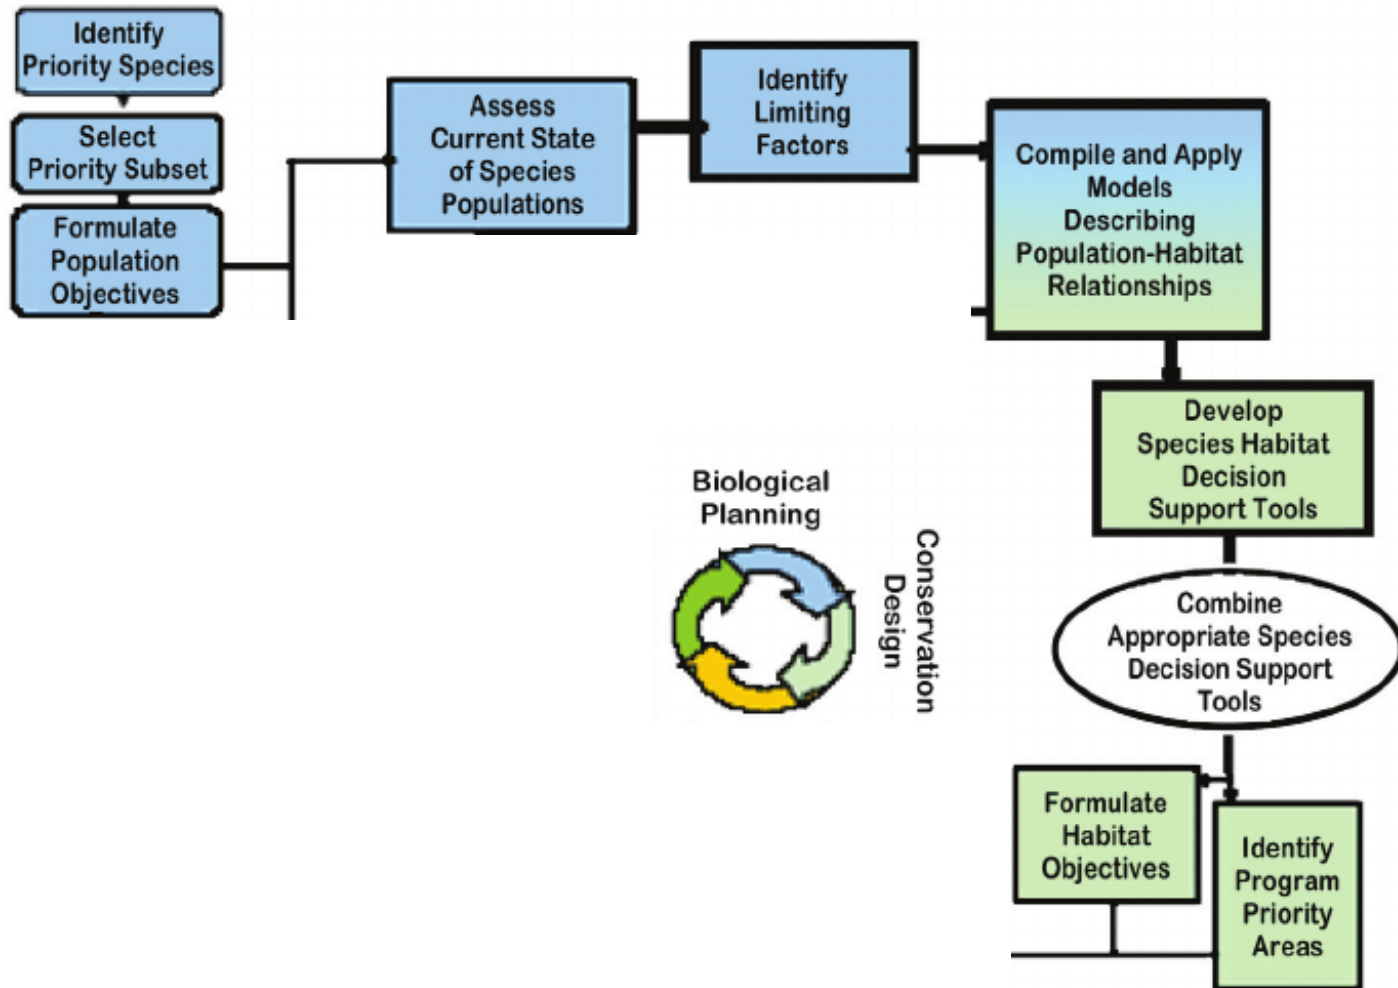 Identify
Priority Species
Select
Priority Subset
Formulate
Population
Objectives
Assess
Current State
of Species
Populations
Identify
Limiting
Factors
Compile and Apply
Models
Describing
Population-Habitat
Relationships
Develop
Species Habitat
Decision
Support Tools
Biological
Planning
Conservation
Design
Combine
Appropriate Species
Decision Support
Tools
Formulate
Habitat
Objectives
Identify
Program
Priority
Areas